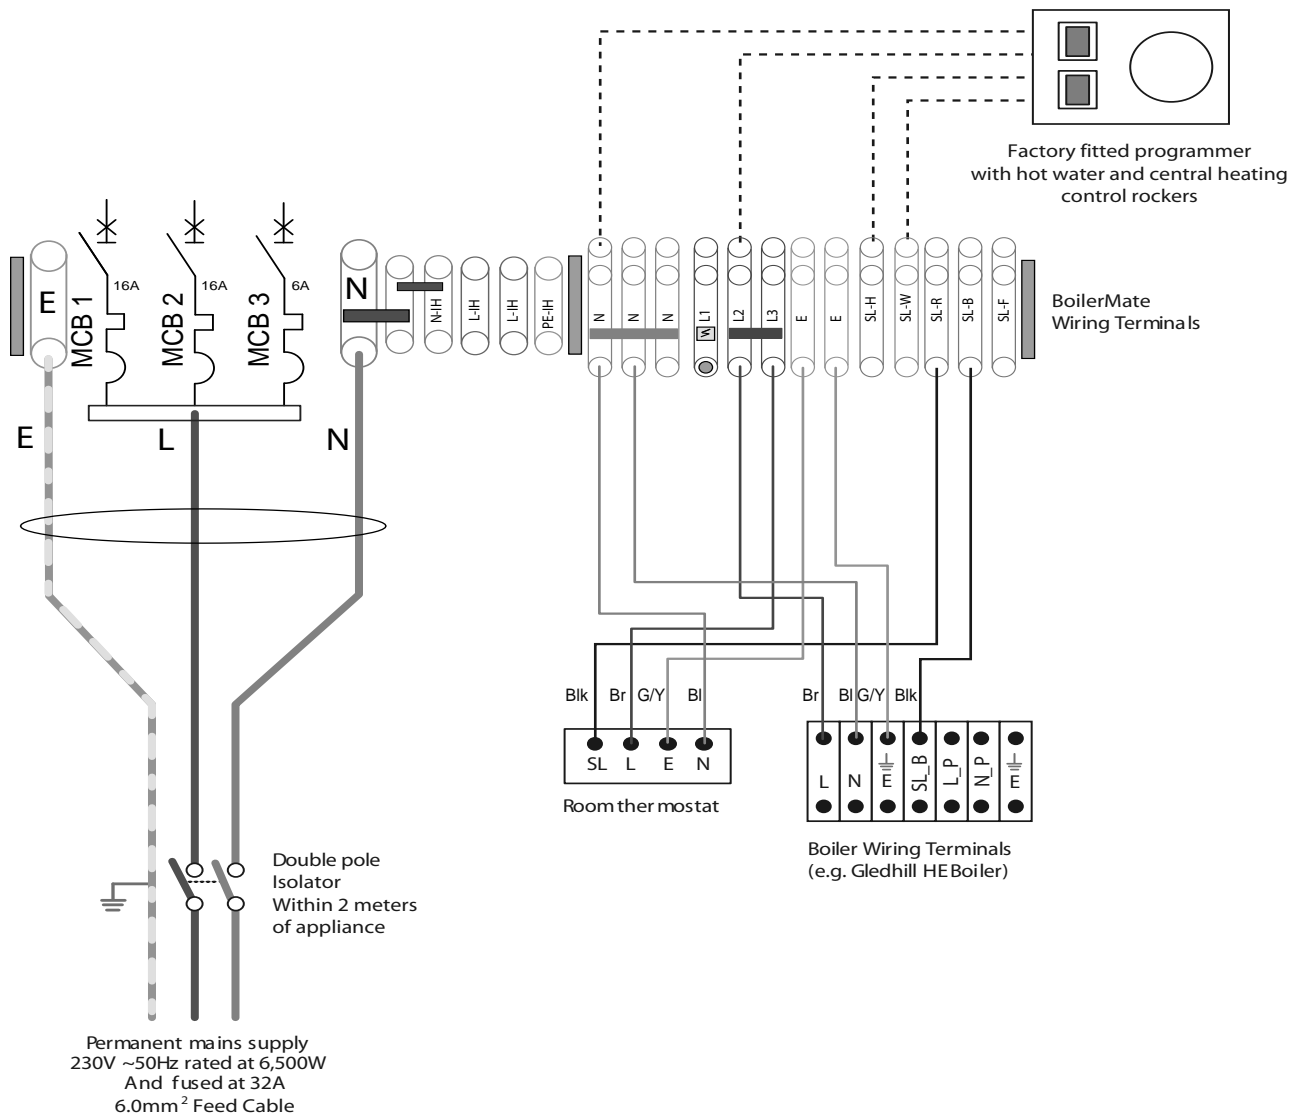 Factory fitted programmer
with hot water and central heating
control rockers
16A
16A
6A
E
MCB 1
MCB 2
MCB 3
N
N-IH
L-IH
L-IH
PE-IH
N
N
N
L1
L2
L3
E
E
SL-H
SL-W
SL-R
SL-B
SL-F
BoilerMate
Wiring Terminals
E
L
N
Blk
Br
G/Y
Bl
Br
Bl
G/Y
Blk
SL
L
E
N
Room thermostat
L
N
E
SL_B
L_P
N_P
E
Boiler Wiring Terminals
(e.g. Gledhill HE Boiler)
Double pole
Isolator
Within 2 meters
of appliance
Permanent mains supply
230V ~50Hz rated at 6,500W
And fused at 32A
6.0mm² Feed Cable